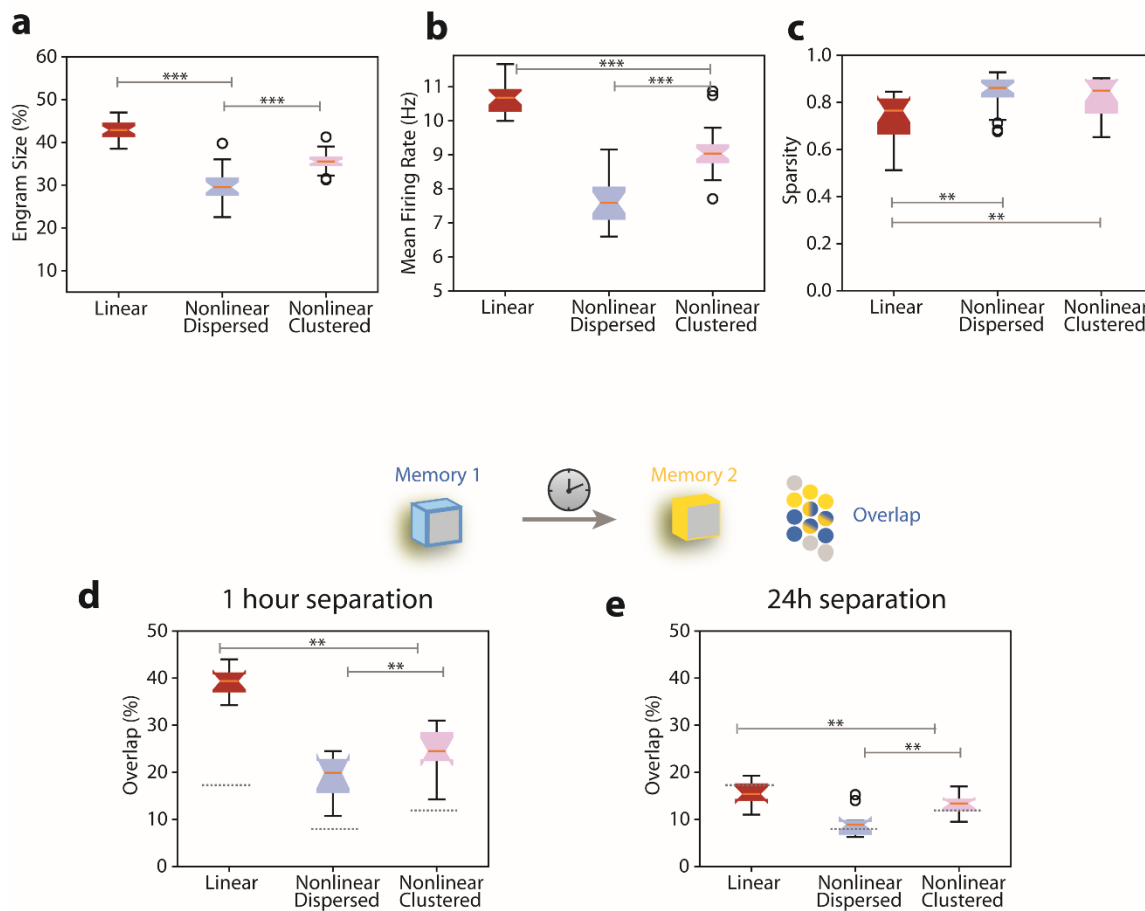 a
Engram Size (%)
60
50
40
30
20
10
***
***
Linear
Nonlinear
Dispersed
Nonlinear
Clustered
b
Mean Firing Rate (Hz)
11
10
9
8
7
6
5
***
***
Linear
Nonlinear
Dispersed
Nonlinear
Clustered
c
Sparsity
1.0
0.8
0.6
0.4
0.2
0.0
**
**
Linear
Nonlinear
Dispersed
Nonlinear
Clustered
Memory 1
Memory 2
Overlap
d
1 hour separation
Overlap (%)
50
40
30
20
10
0
**
**
Linear
Nonlinear
Dispersed
Nonlinear
Clustered
e
24h separation
Overlap (%)
50
40
30
20
10
0
**
**
Linear
Nonlinear
Dispersed
Nonlinear
Clustered